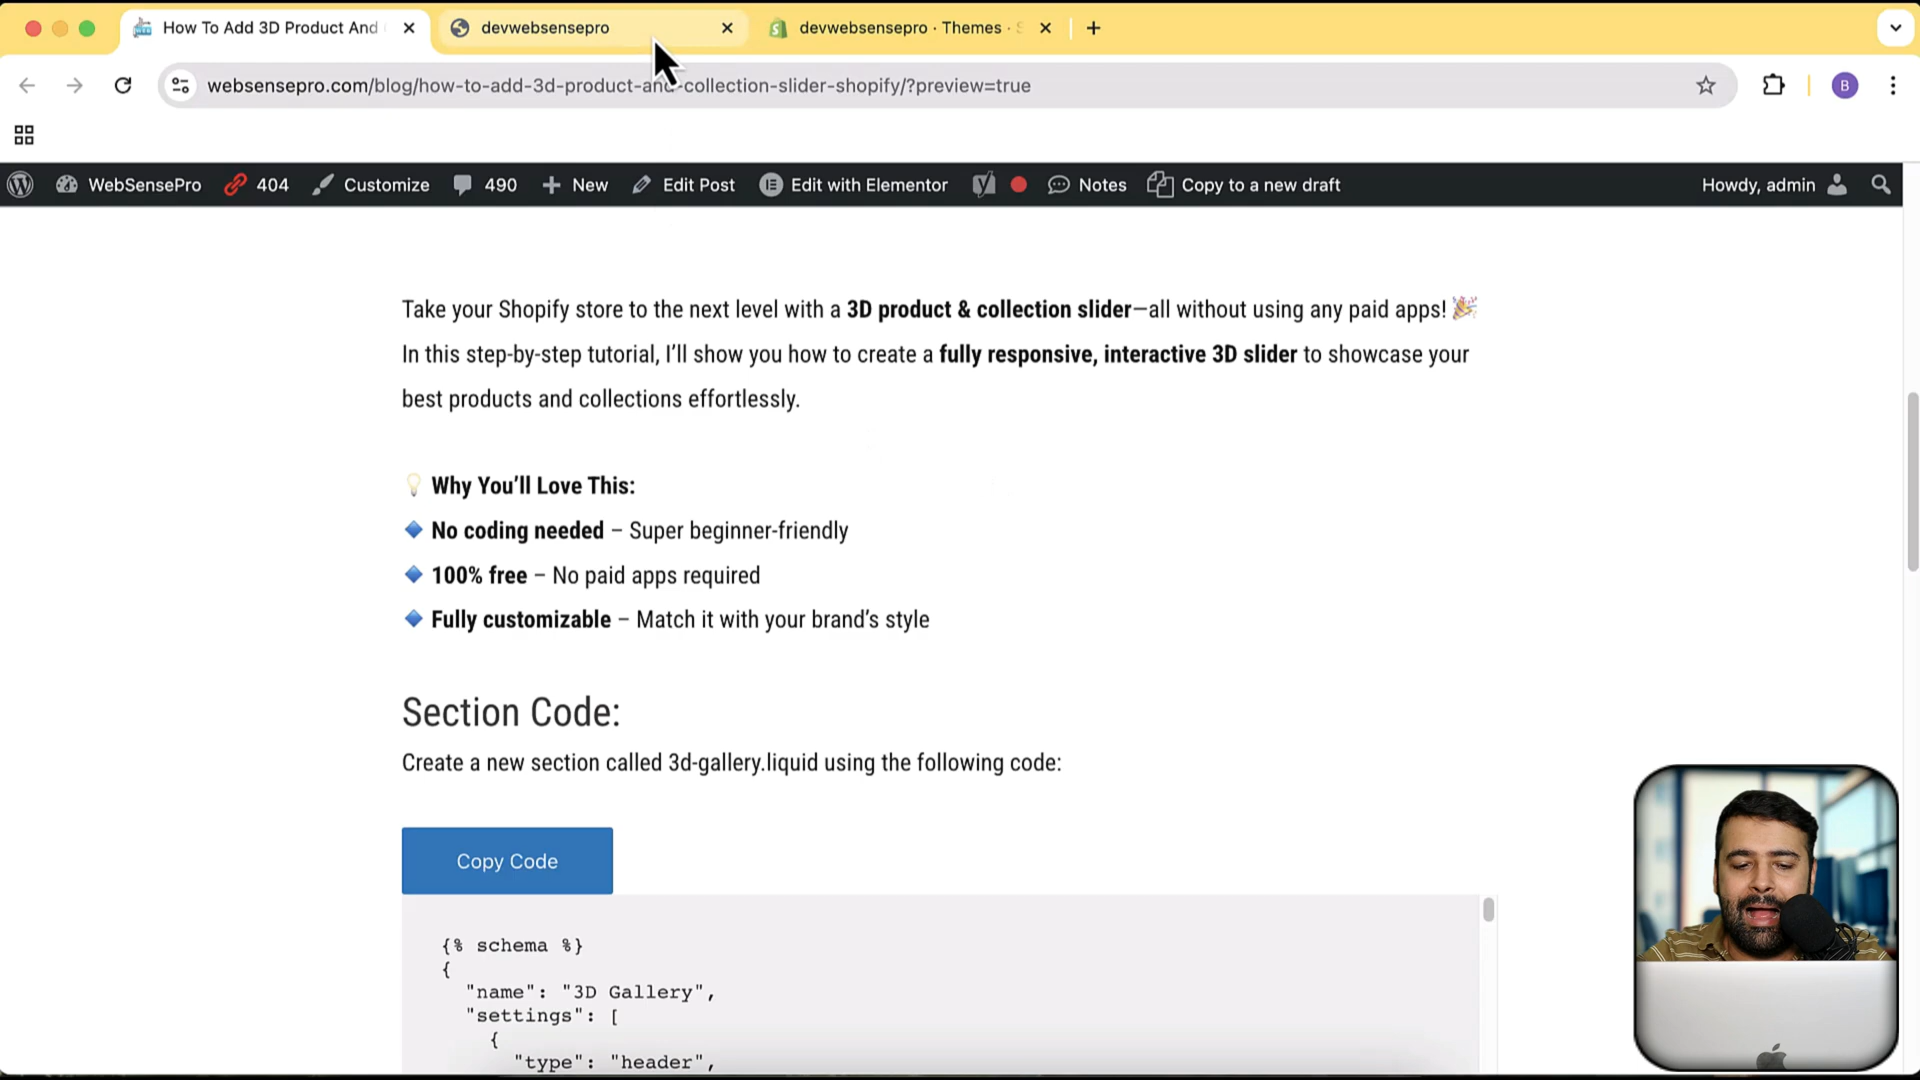 How To Add 3D Product And
devwebsensepro
devwebsensepro · Themes ·
websensepro.com/blog/how-to-add-3d-product-and-collection-slider-shopify/?preview=true
B
WebSensePro
404
Customize
490
New
Edit Post
Edit with Elementor
Notes
Copy to a new draft
Howdy, admin
Take your Shopify store to the next level with a 3D product & collection slider—all without using any paid apps! 🎉
In this step-by-step tutorial, I'll show you how to create a fully responsive, interactive 3D slider to showcase your
best products and collections effortlessly.
💡 Why You'll Love This:
🔹 No coding needed – Super beginner-friendly
🔹 100% free – No paid apps required
🔹 Fully customizable – Match it with your brand's style
Section Code:
Create a new section called 3d-gallery.liquid using the following code:
Copy Code
{% schema %}
{
"name": "3D Gallery",
"settings": [
{
"type": "header",